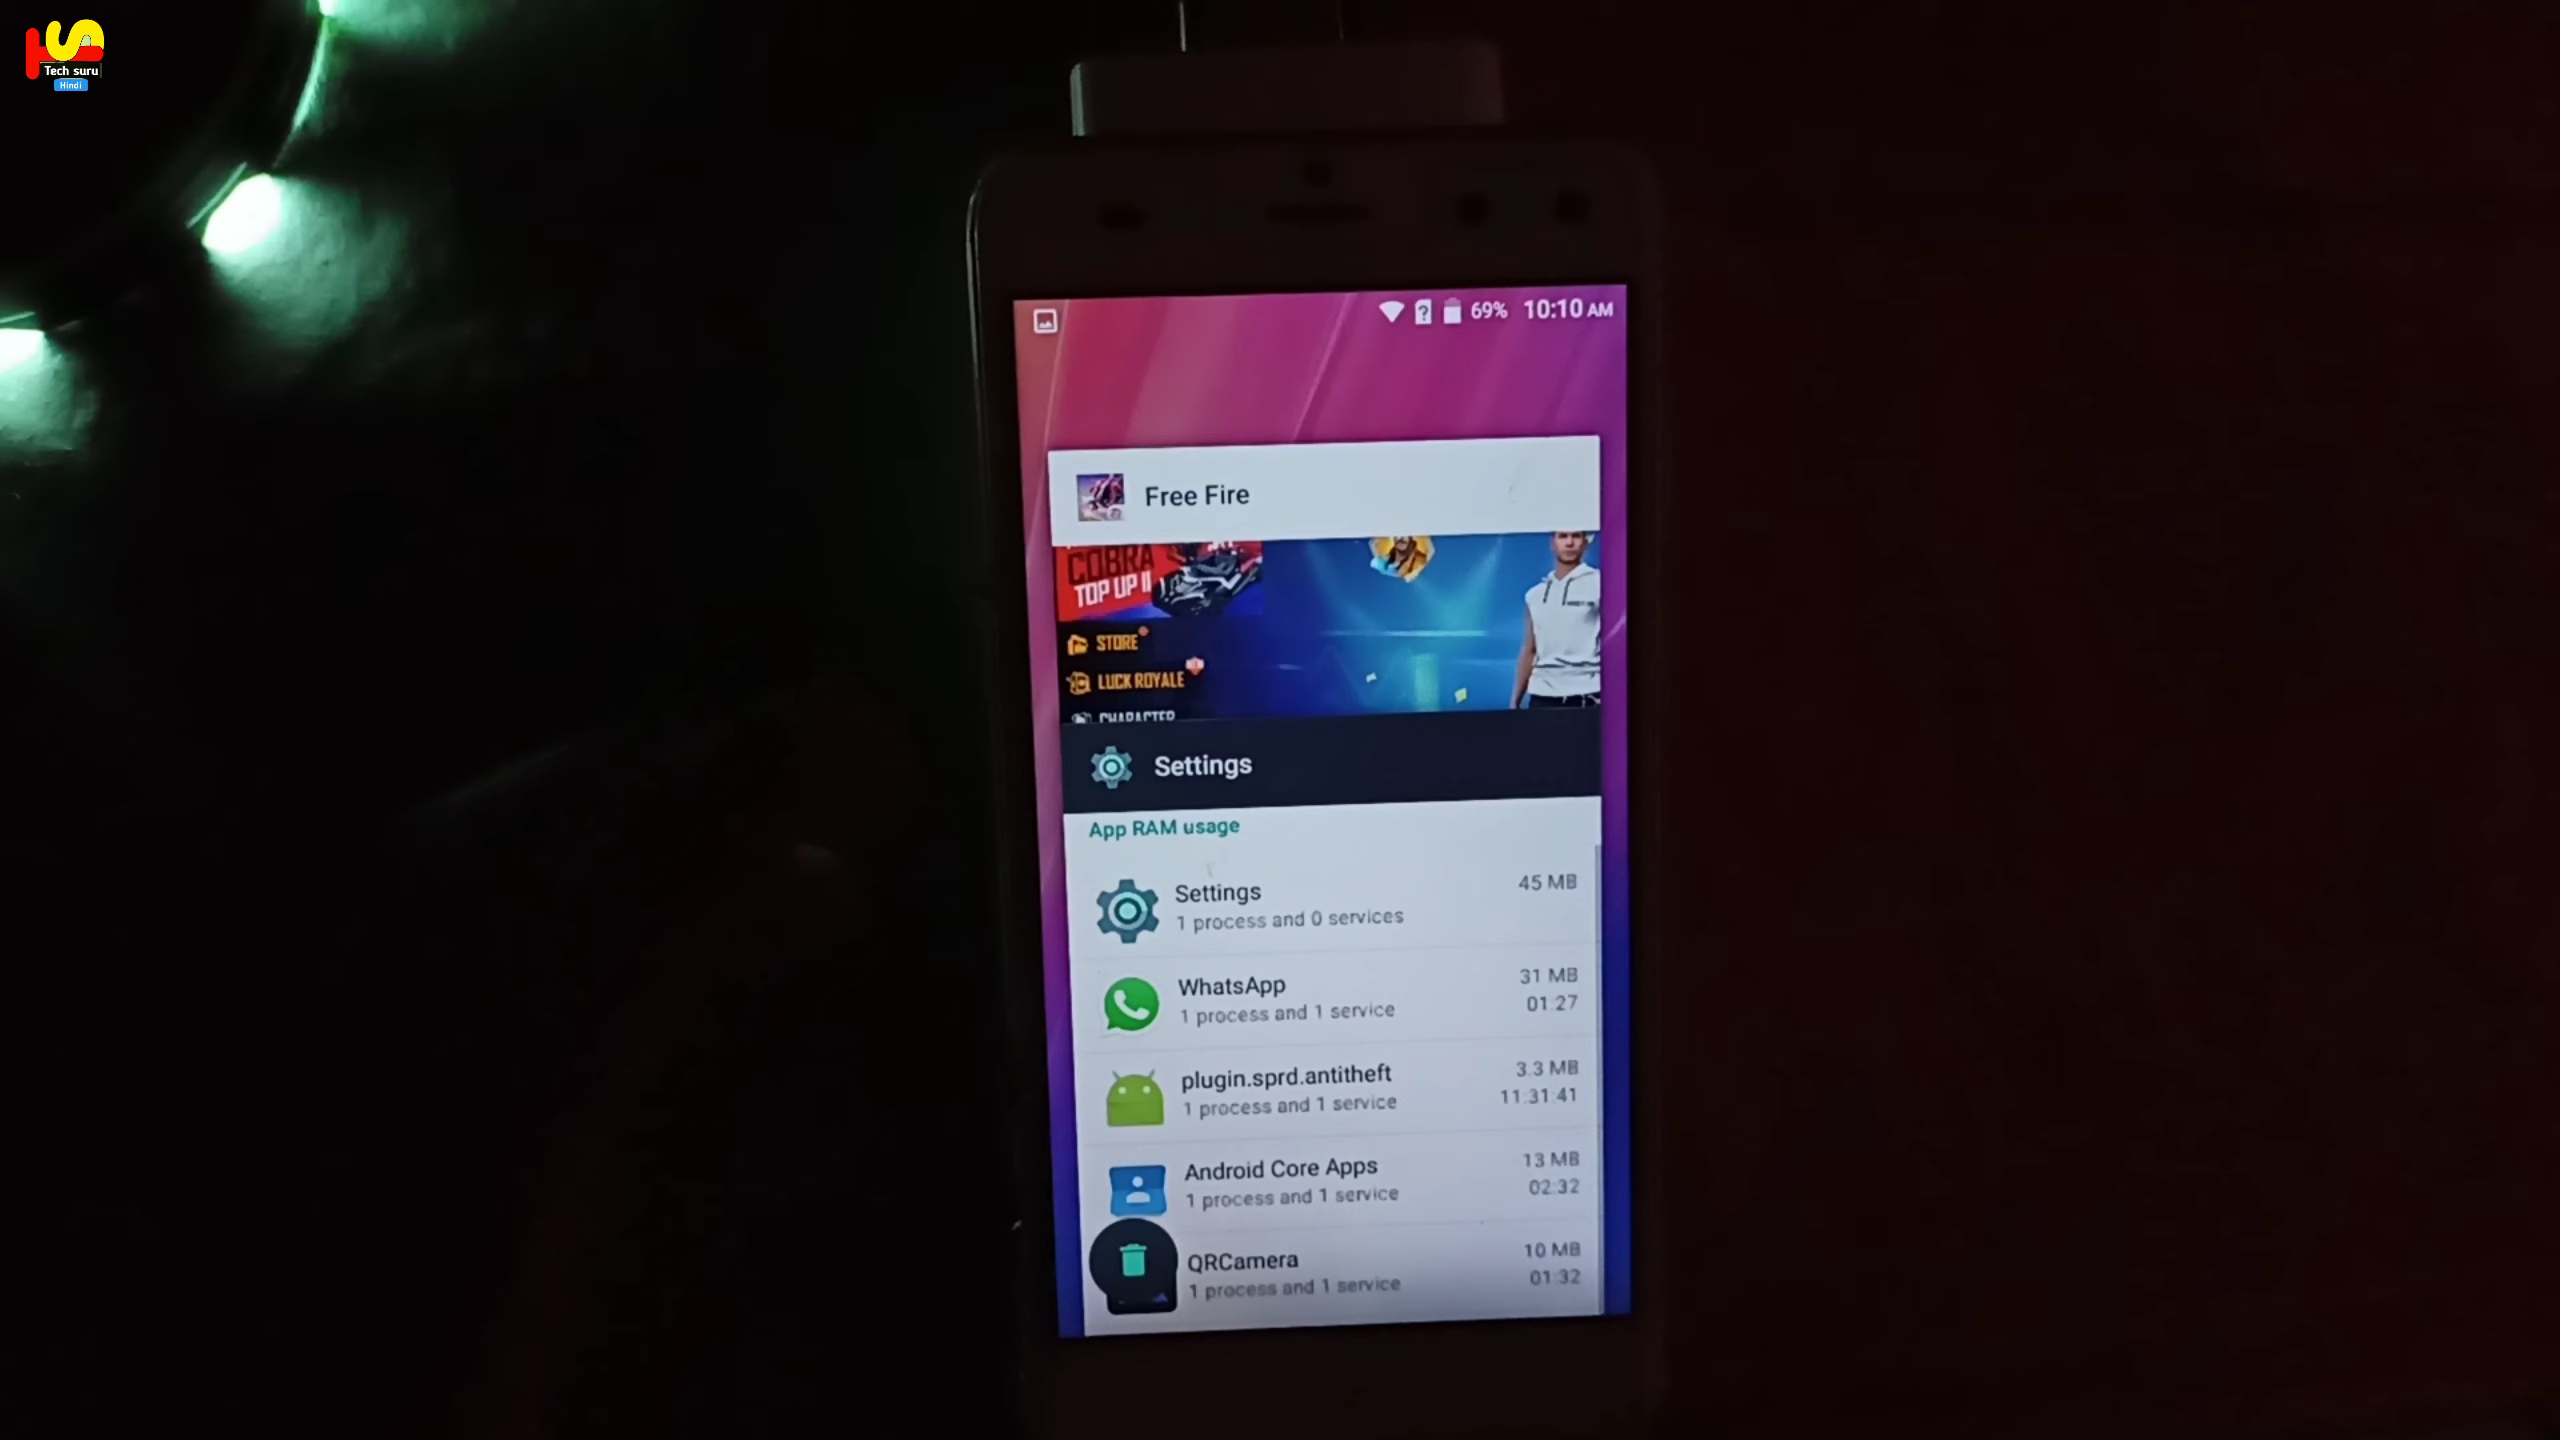 Tech suru
Hindi
69% 10:10 AM
Free Fire
COBRA
TOP UP II
STORE
LUCK ROYALE
CHARACTER
Settings
App RAM usage
Settings
45 MB
1 process and 0 services
WhatsApp
31 MB
1 process and 1 service
01:27
plugin.sprd.antitheft
3.3 MB
1 process and 1 service
11:31:41
Android Core Apps
13 MB
1 process and 1 service
02:32
QRCamera
10 MB
1 process and 1 service
01:32